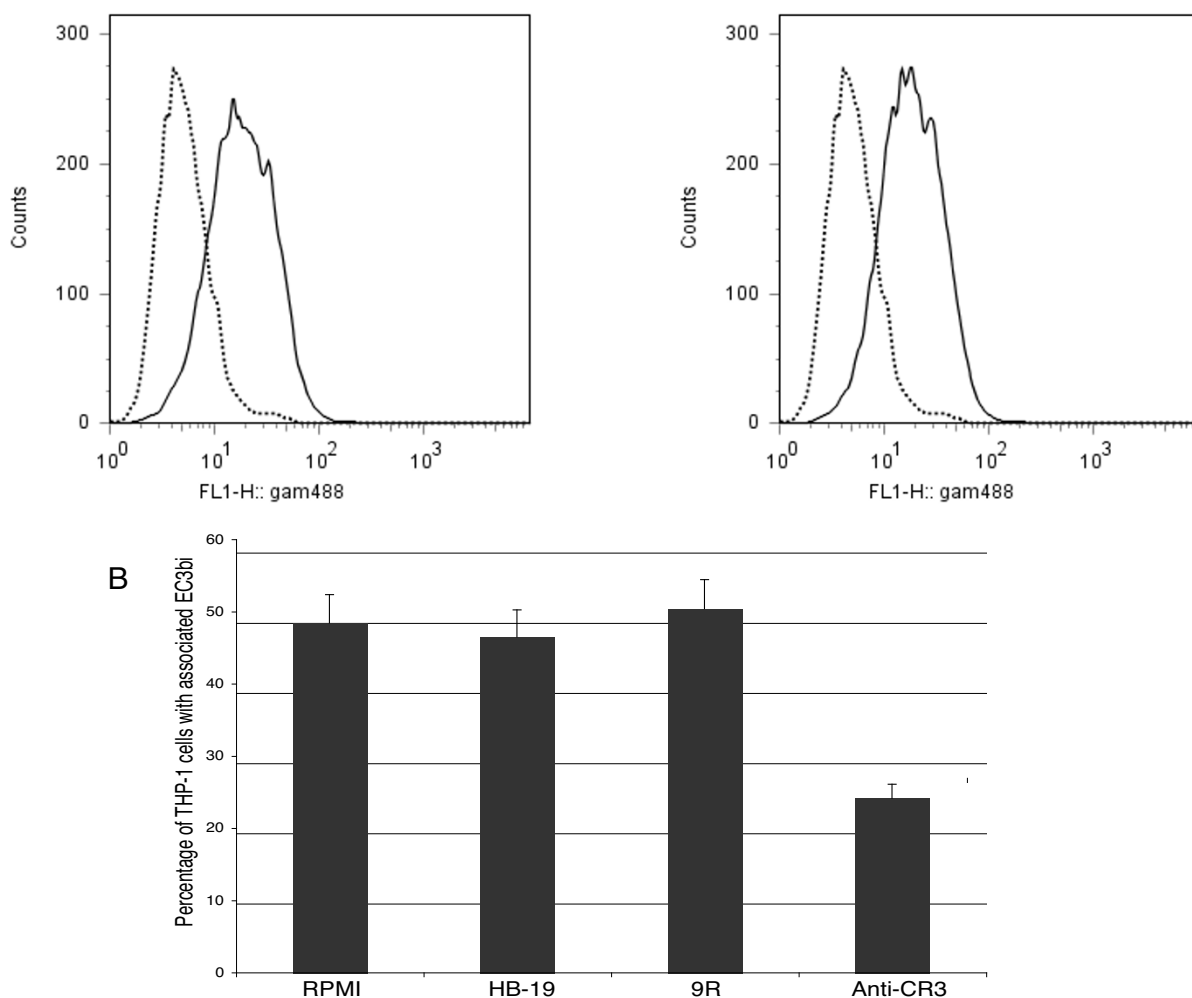 300
200
100
0
Counts
10^0 10^1 10^2 10^3
FL1-H:: gam488
300
200
100
0
Counts
10^0 10^1 10^2 10^3
FL1-H:: gam488
B
Percentage of THP-1 cells with associated EC3bi
60
50
40
30
20
10
0
RPMI HB-19 9R Anti-CR3